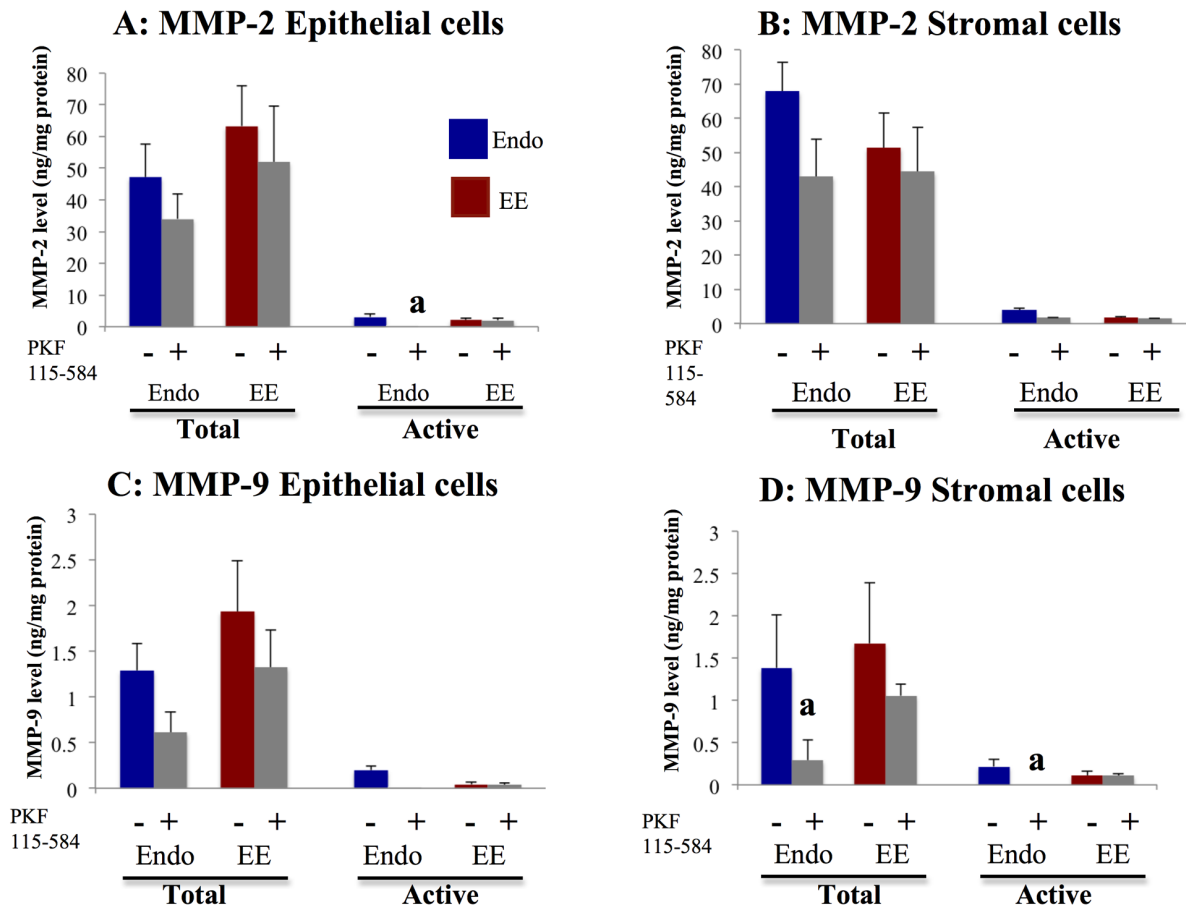 A: MMP-2 Epithelial cells
MMP-2 level (ng/mg protein)
80
70
60
50
40
30
20
10
0
Endo
EE
a
PKF
115-584
- + - + - + - +
Endo EE Endo EE
Total Active
B: MMP-2 Stromal cells
MMP-2 level (ng/mg protein)
80
70
60
50
40
30
20
10
0
PKF
115-
584
- + - + - + - +
Endo EE Endo EE
Total Active
C: MMP-9 Epithelial cells
MMP-9 level (ng/mg protein)
3
2.5
2
1.5
1
0.5
0
PKF
115-584
- + - + - + - +
Endo EE Endo EE
Total Active
D: MMP-9 Stromal cells
MMP-9 level (ng/mg protein)
3
2.5
2
1.5
1
0.5
0
a
a
PKF
115-584
- + - + - + - +
Endo EE Endo EE
Total Active